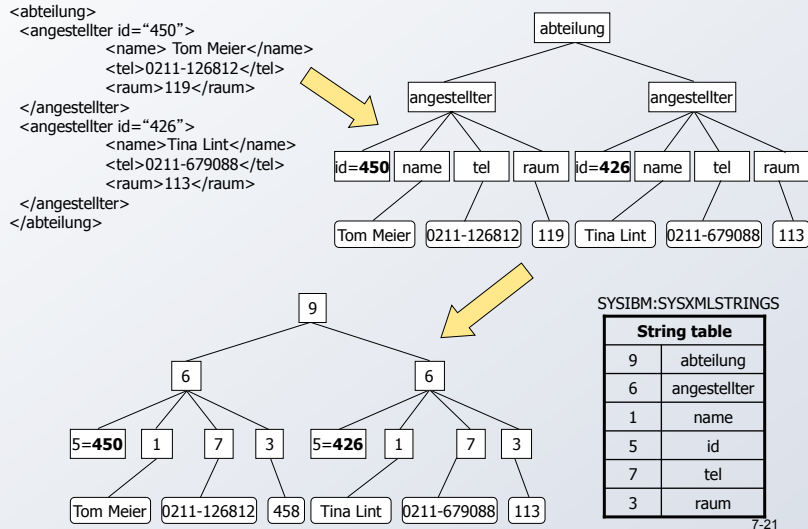 <abteilung>
<angestellter id=“450”>
<name> Tom Meier</name>
<tel>0211-126812</tel>
<raum>119</raum>
</angestellter>
<angestellter id=“426”>
<name>Tina Lint</name>
<tel>0211-679088</tel>
<raum>113</raum>
</angestellter>
</abteilung>
abteilung
angestellter angestellter
id=450 name tel raum id=426 name tel raum
Tom Meier 0211-126812 119 Tina Lint 0211-679088 113
9
6 6
5=450 1 7 3 5=426 1 7 3
Tom Meier 0211-126812 458 Tina Lint 0211-679088 113
SYSIBM:SYSXMLSTRINGS
String table
9 abteilung
6 angestellter
1 name
5 id
7 tel
3 raum
7-21